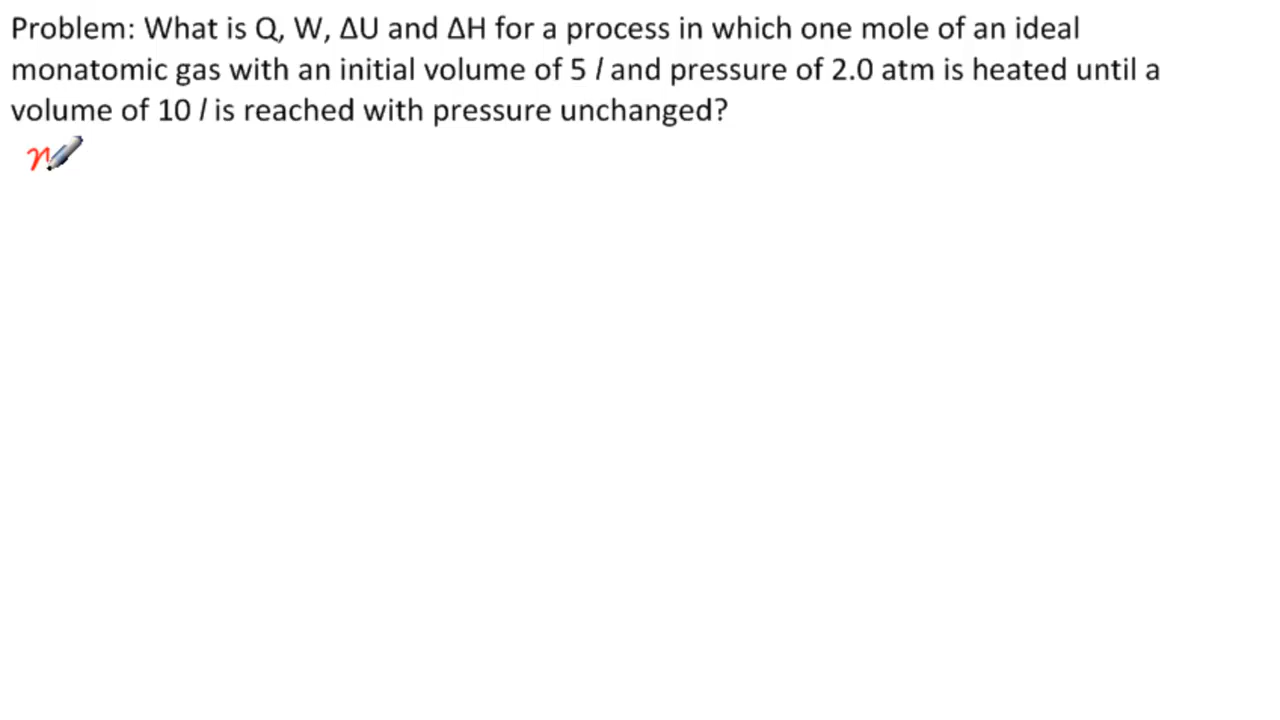 Problem: What is Q, W, ΔU and ΔH for a process in which one mole of an ideal
monatomic gas with an initial volume of 5 l and pressure of 2.0 atm is heated until a
volume of 10 l is reached with pressure unchanged?
n